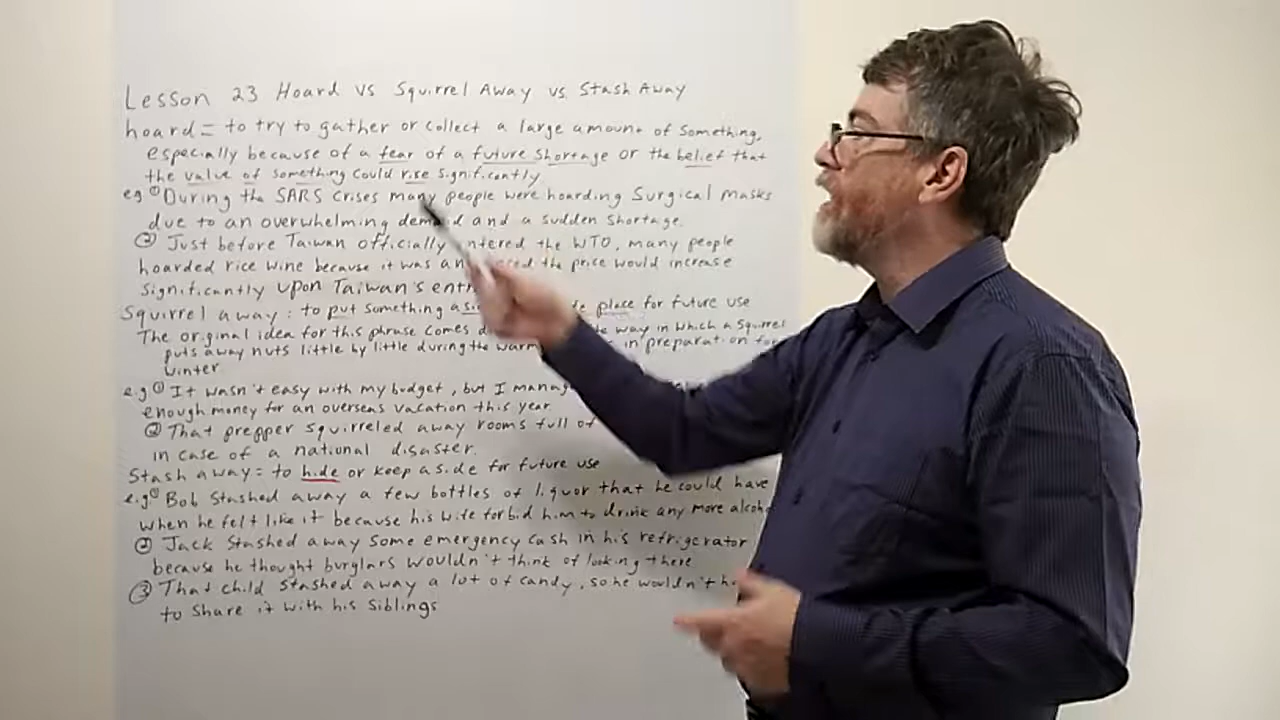 Lesson 23 Hoard vs Squirrel Away vs. Stash Away
hoard = to try to gather or collect a large amount of something,
especially because of a fear of a future shortage or the belief that
the value of something could rise significantly
eg ① During the SARS Crises many people were hoarding surgical masks
due to an overwhelming demand and a sudden shortage.
② Just before Taiwan officially entered the WTO, many people
hoarded rice wine because it was the price would increase
significantly upon Taiwan's
Squirrel away : to put something place for future use
The original idea for this phrase comes way in which a squirrel
puts away nuts little by little during the in preparation for
winter
e.g ① It wasn't easy with my budget, but I
enough money for an overseas vacation this year
② That prepper squirreled away rooms full of
in case of a national disaster.
Stash away = to hide or keep aside for future use
e.g ① Bob stashed away a few bottles of liquor that he could have
when he felt like it because his wife forbid him to drink any more
② Jack stashed away some emergency cash in his refrigerator
because he thought burglars wouldn't think of looking there
③ That child stashed away a lot of candy, so he wouldn't
to share it with his siblings